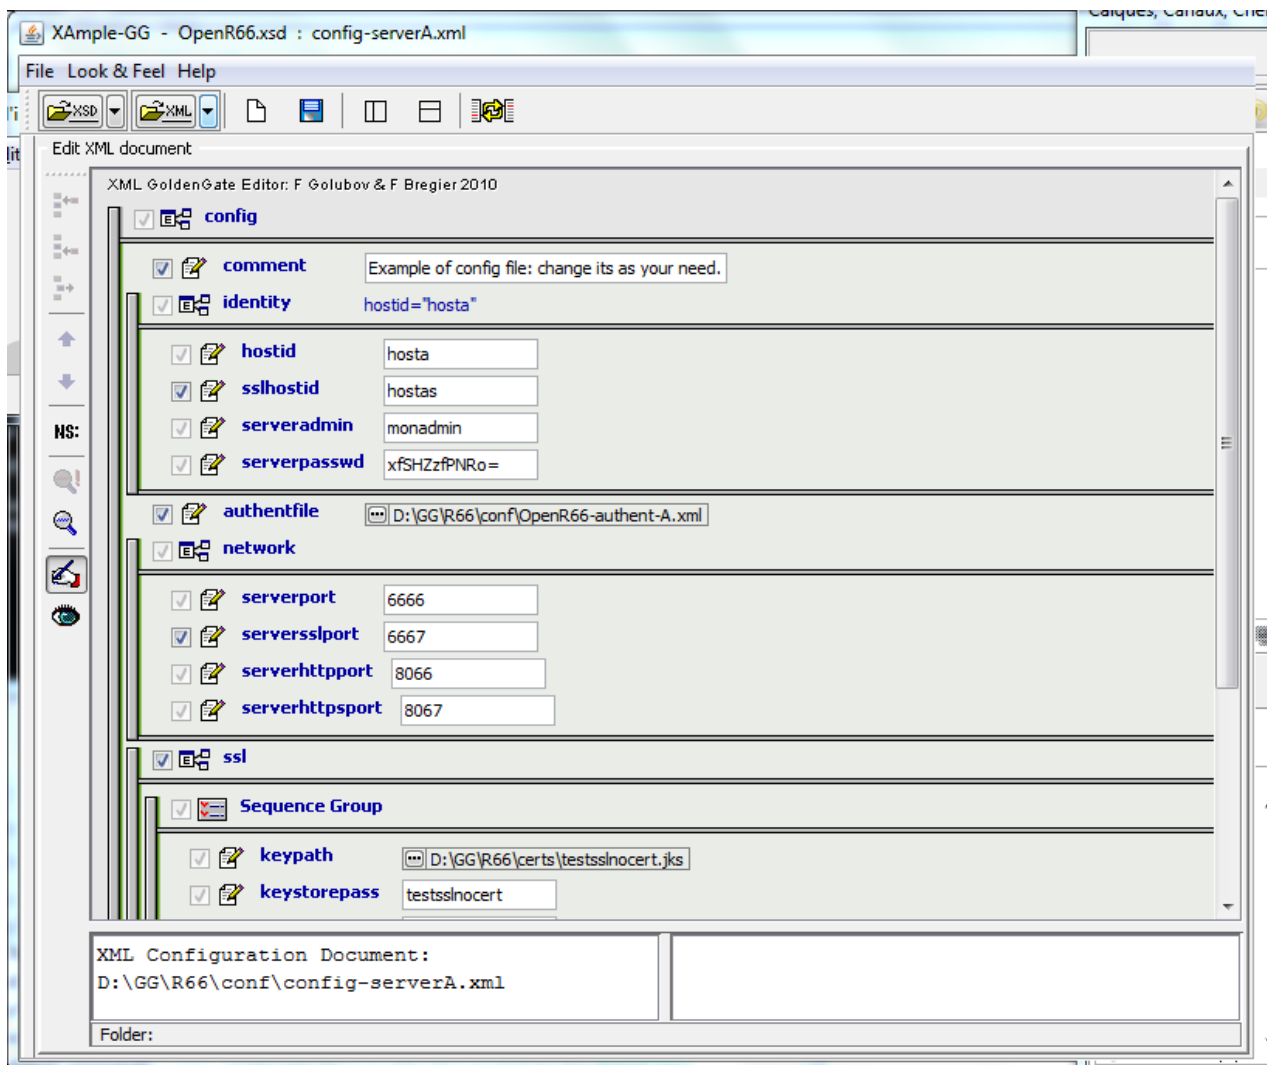 Calques, Canaux, Che
XAmple-GG - OpenR66.xsd : config-serverA.xml
File Look & Feel Help
XSD XML
Edit XML document
XML GoldenGate Editor: F Golubov & F Bregier 2010
E config
comment Example of config file: change its as your need.
E identity hostid="hosta"
hostid hosta
sslhostid hostas
serveradmin monadmin
NS:
serverpasswd xfSHZzfPNRo=
authentfile D:\GG\R66\conf\OpenR66-authent-A.xml
E network
serverport 6666
serversslport 6667
serverhttpport 8066
serverhttpsport 8067
E ssl
Sequence Group
keypath D:\GG\R66\certs\testsslnocert.jks
keystorepass testsslnocert
XML Configuration Document:
D:\GG\R66\conf\config-serverA.xml
Folder: